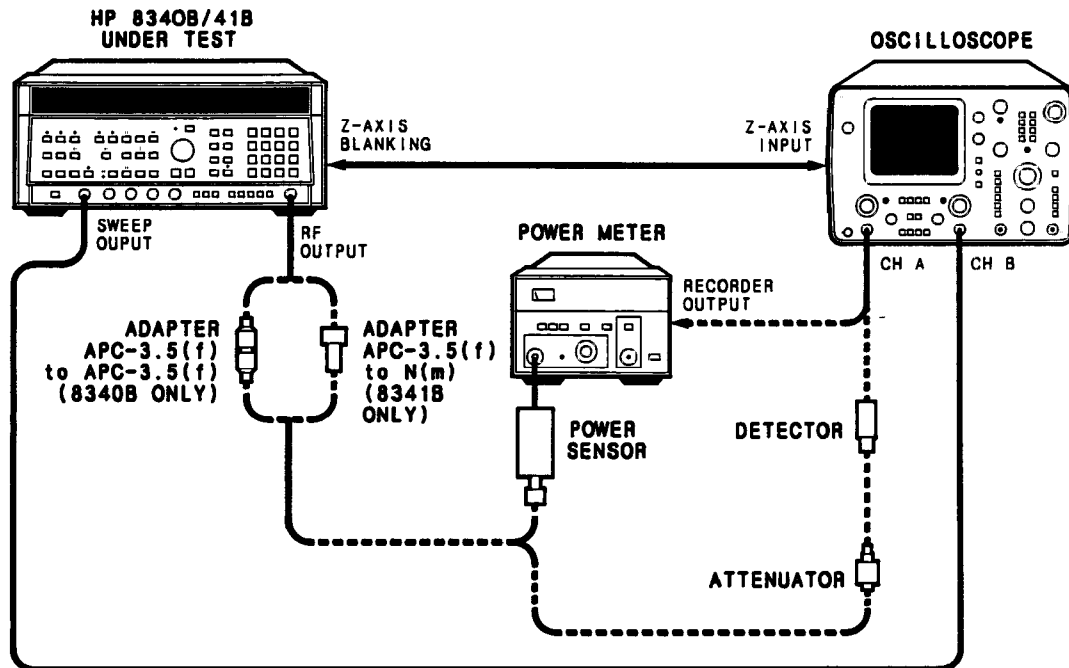 HP 8340B/41B
UNDER TEST
OSCILLOSCOPE
Z-AXIS
BLANKING
Z-AXIS
INPUT
SWEEP
OUPUT
RF
OUTPUT
POWER METER
CH A
CH B
RECORDER
OUTPUT
ADAPTER
APC-3.5(f)
to APC-3.5(f)
(8340B ONLY)
ADAPTER
APC-3.5(f)
to N(m)
(8341B
ONLY)
POWER
SENSOR
DETECTOR
ATTENUATOR